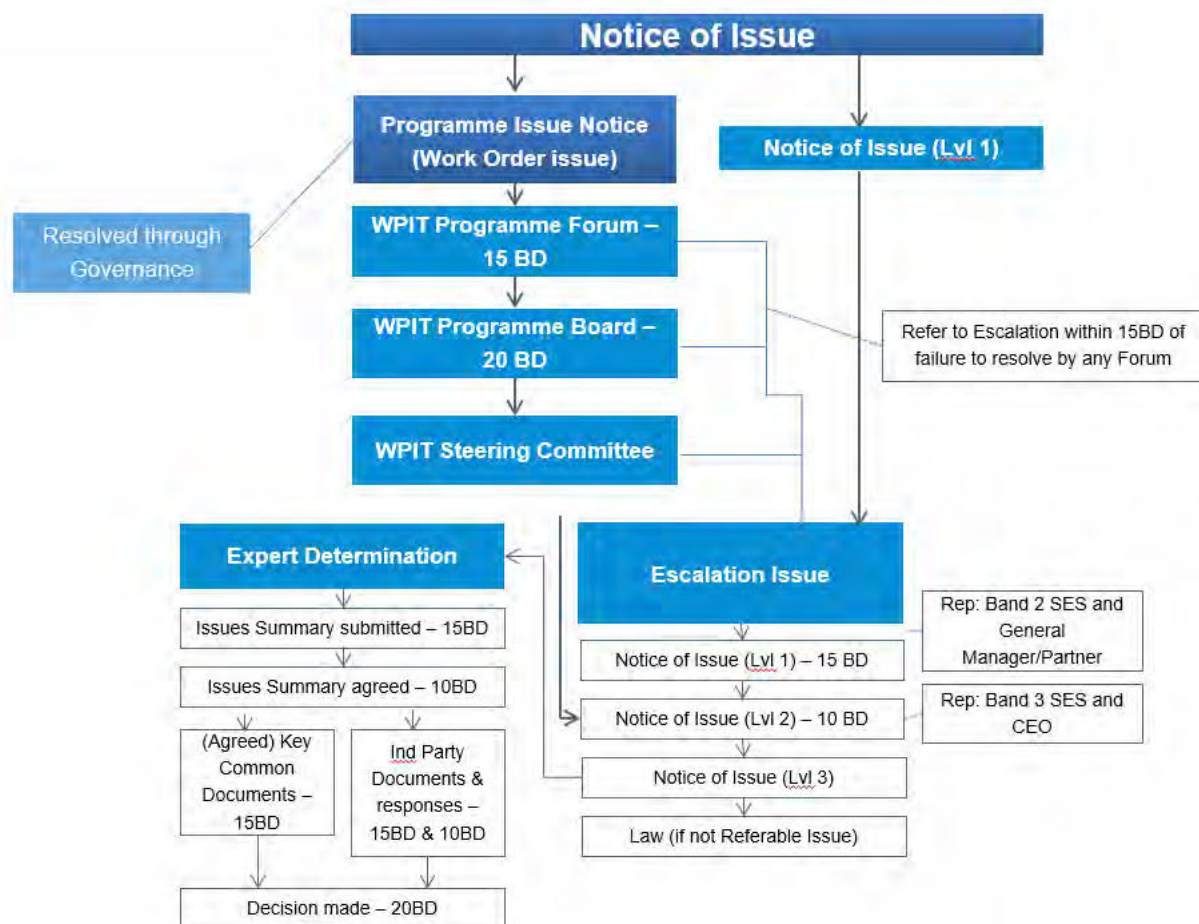 Notice of Issue
Programme Issue Notice
(Work Order issue)
Notice of Issue (Lvl 1)
Resolved through
Governance
WPIT Programme Forum –
15 BD
WPIT Programme Board –
20 BD
Refer to Escalation within 15BD of
failure to resolve by any Forum
WPIT Steering Committee
Expert Determination
Escalation Issue
Issues Summary submitted – 15BD
Issues Summary agreed – 10BD
(Agreed) Key
Common
Documents –
15BD
Ind Party
Documents &
responses –
15BD & 10BD
Decision made – 20BD
Rep: Band 2 SES and
General
Manager/Partner
Notice of Issue (Lvl 1) – 15 BD
Notice of Issue (Lvl 2) – 10 BD
Rep: Band 3 SES and
CEO
Notice of Issue (Lvl 3)
Law (if not Referable Issue)